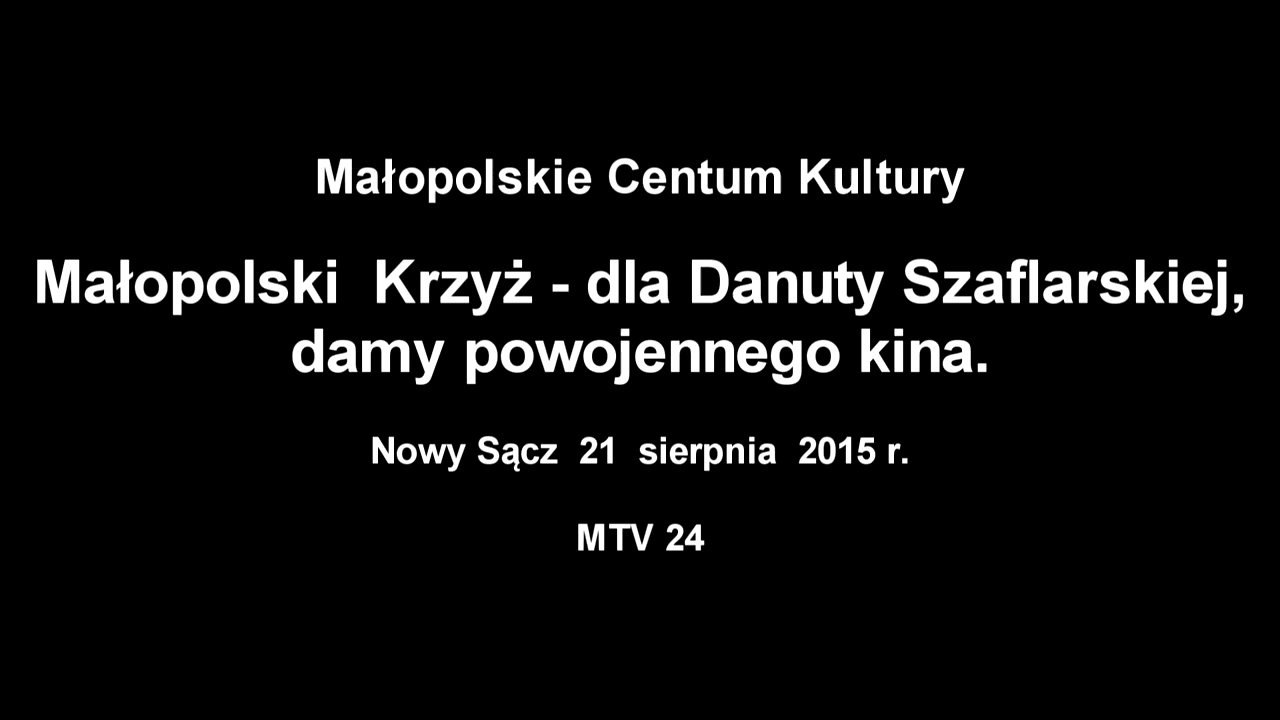 Małopolskie Centum Kultury
Małopolski Krzyż - dla Danuty Szaflarskiej,
damy powojennego kina.
Nowy Sącz 21 sierpnia 2015 r.
MTV 24